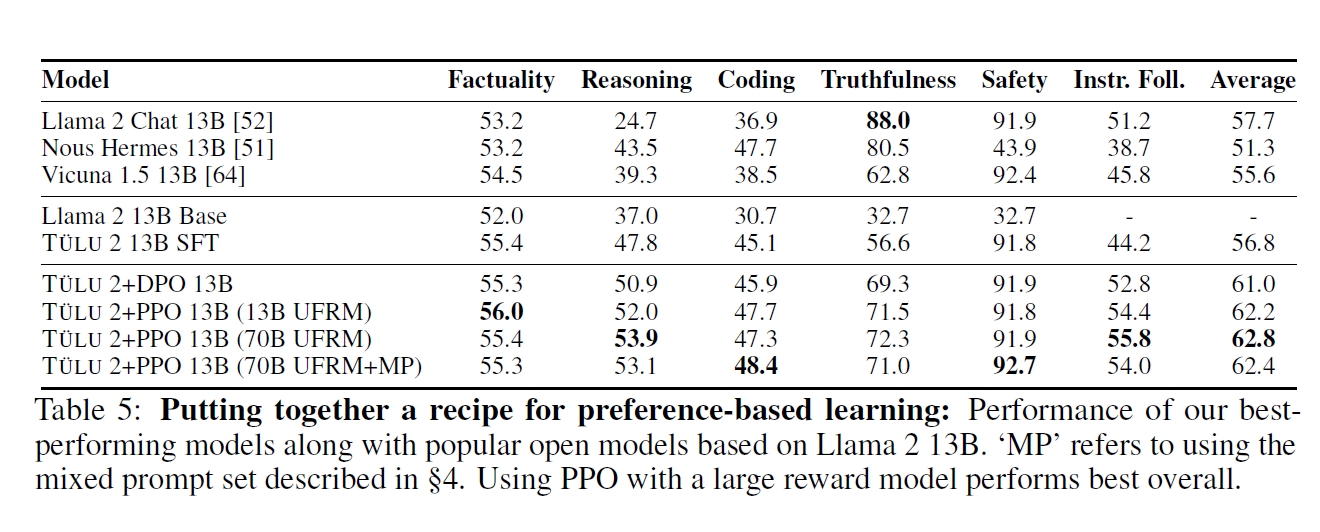 Model Factuality Reasoning Coding Truthfulness Safety Instr. Foll. Average
Llama 2 Chat 13B [52] 53.2 24.7 36.9 88.0 91.9 51.2 57.7
Nous Hermes 13B [51] 53.2 43.5 47.7 80.5 43.9 38.7 51.3
Vicuna 1.5 13B [64] 54.5 39.3 38.5 62.8 92.4 45.8 55.6
Llama 2 13B Base 52.0 37.0 30.7 32.7 32.7 - -
TÜLU 2 13B SFT 55.4 47.8 45.1 56.6 91.8 44.2 56.8
TÜLU 2+DPO 13B 55.3 50.9 45.9 69.3 91.9 52.8 61.0
TÜLU 2+PPO 13B (13B UFRM) 56.0 52.0 47.7 71.5 91.8 54.4 62.2
TÜLU 2+PPO 13B (70B UFRM) 55.4 53.9 47.3 72.3 91.9 55.8 62.8
TÜLU 2+PPO 13B (70B UFRM+MP) 55.3 53.1 48.4 71.0 92.7 54.0 62.4
Table 5: Putting together a recipe for preference-based learning: Performance of our best-
performing models along with popular open models based on Llama 2 13B. ‘MP’ refers to using the
mixed prompt set described in §4. Using PPO with a large reward model performs best overall.